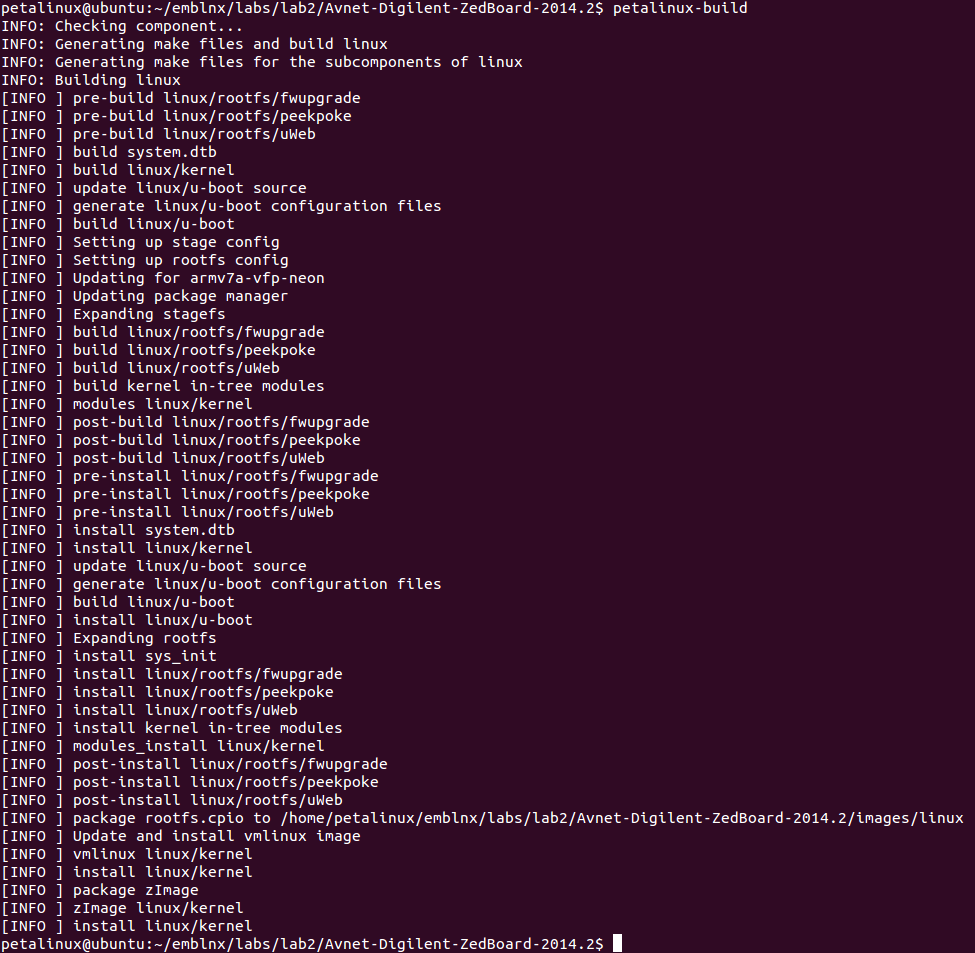 petalinux@ubuntu:~/emblnx/labs/lab2/Avnet-Digilent-ZedBoard-2014.2$ petalinux-build
INFO: Checking component...
INFO: Generating make files and build linux
INFO: Generating make files for the subcomponents of linux
INFO: Building linux
[INFO ] pre-build linux/rootfs/fwupgrade
[INFO ] pre-build linux/rootfs/peekpoke
[INFO ] pre-build linux/rootfs/uWeb
[INFO ] build system.dtb
[INFO ] build linux/kernel
[INFO ] update linux/u-boot source
[INFO ] generate linux/u-boot configuration files
[INFO ] build linux/u-boot
[INFO ] Setting up stage config
[INFO ] Setting up rootfs config
[INFO ] Updating for armv7a-vfp-neon
[INFO ] Updating package manager
[INFO ] Expanding stagefs
[INFO ] build linux/rootfs/fwupgrade
[INFO ] build linux/rootfs/peekpoke
[INFO ] build linux/rootfs/uWeb
[INFO ] build kernel in-tree modules
[INFO ] modules linux/kernel
[INFO ] post-build linux/rootfs/fwupgrade
[INFO ] post-build linux/rootfs/peekpoke
[INFO ] post-build linux/rootfs/uWeb
[INFO ] pre-install linux/rootfs/fwupgrade
[INFO ] pre-install linux/rootfs/peekpoke
[INFO ] pre-install linux/rootfs/uWeb
[INFO ] install system.dtb
[INFO ] install linux/kernel
[INFO ] update linux/u-boot source
[INFO ] generate linux/u-boot configuration files
[INFO ] build linux/u-boot
[INFO ] install linux/u-boot
[INFO ] Expanding rootfs
[INFO ] install sys_init
[INFO ] install linux/rootfs/fwupgrade
[INFO ] install linux/rootfs/peekpoke
[INFO ] install linux/rootfs/uWeb
[INFO ] install kernel in-tree modules
[INFO ] modules_install linux/kernel
[INFO ] post-install linux/rootfs/fwupgrade
[INFO ] post-install linux/rootfs/peekpoke
[INFO ] post-install linux/rootfs/uWeb
[INFO ] package rootfs.cpio to /home/petalinux/emblnx/labs/lab2/Avnet-Digilent-ZedBoard-2014.2/images/linux
[INFO ] Update and install vmlinux image
[INFO ] vmlinux linux/kernel
[INFO ] install linux/kernel
[INFO ] package zImage
[INFO ] zImage linux/kernel
[INFO ] install linux/kernel
petalinux@ubuntu:~/emblnx/labs/lab2/Avnet-Digilent-ZedBoard-2014.2$